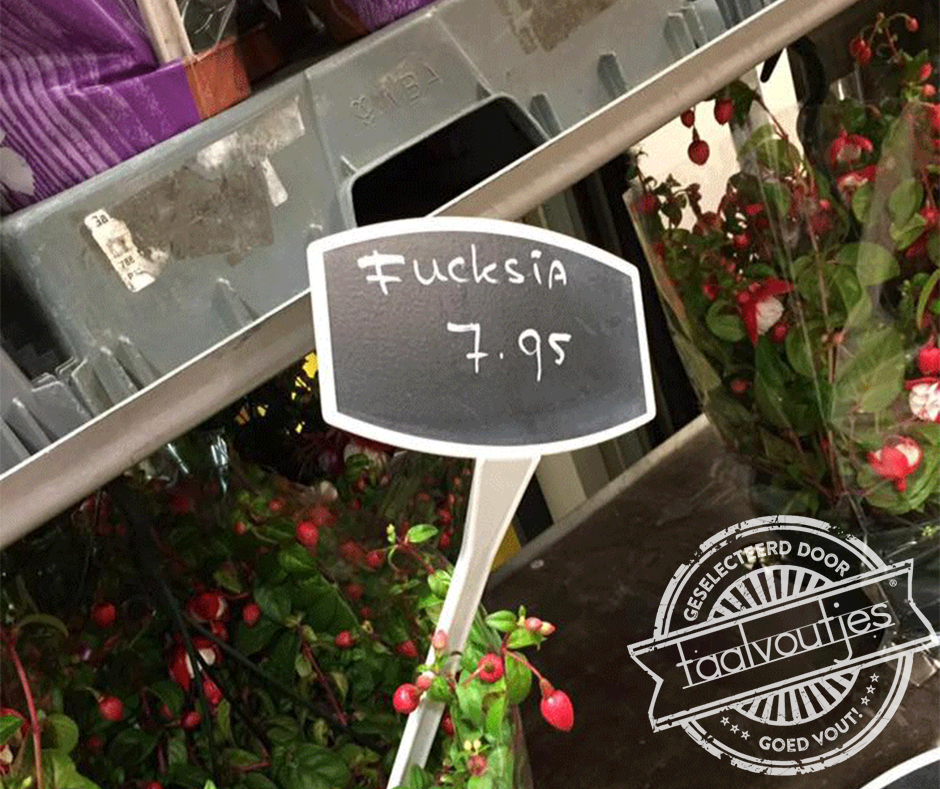 FucksiA
7.95
GESELECTEERD DOOR
taalvoutjes®
GOED VOUT!